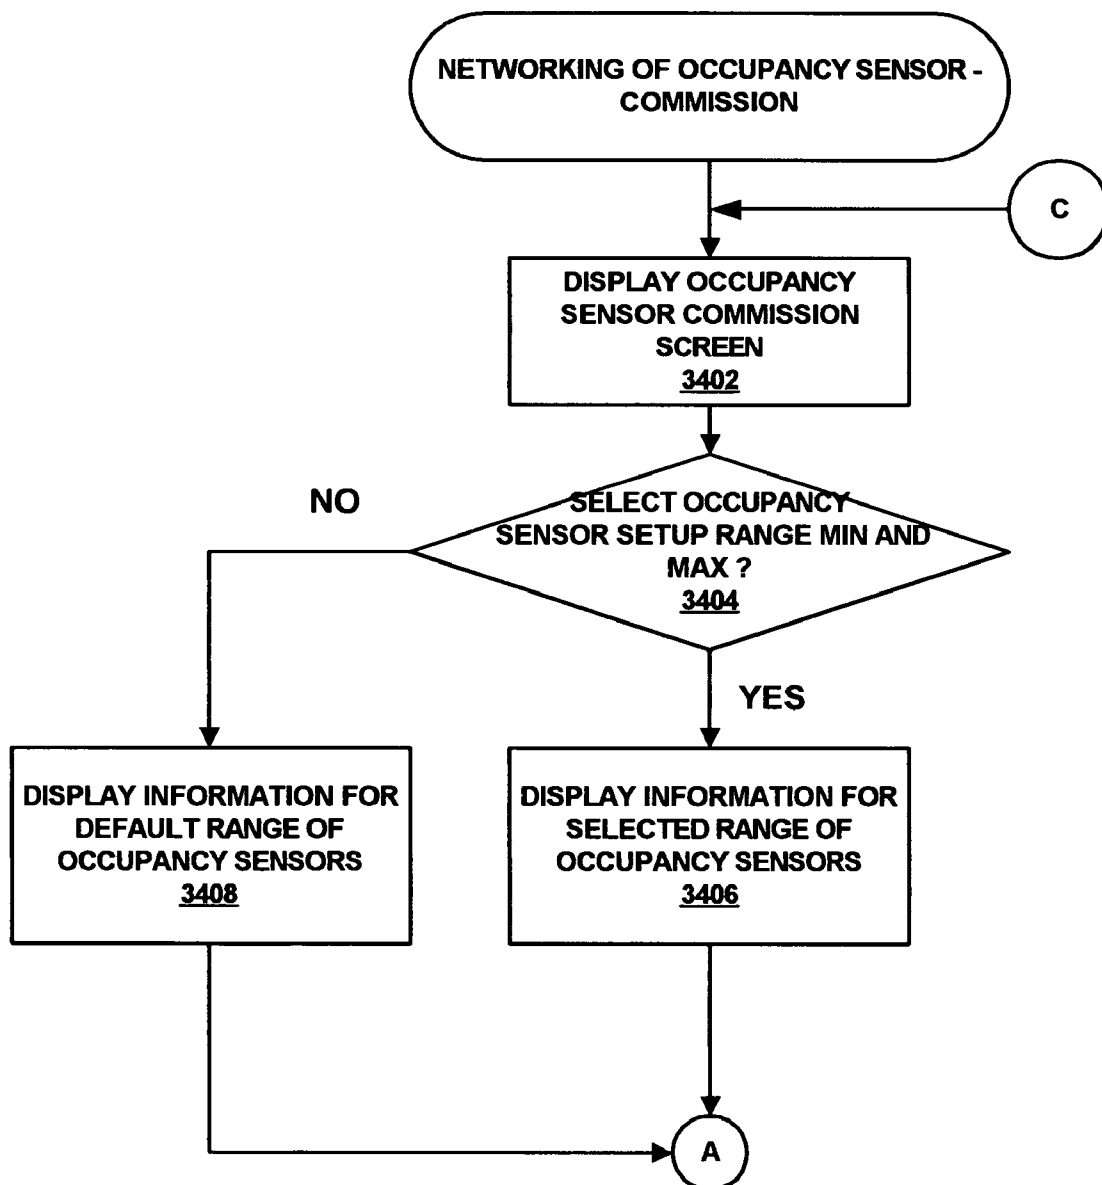 NETWORKING OF OCCUPANCY SENSOR -
COMMISSION
C
DISPLAY OCCUPANCY
SENSOR COMMISSION
SCREEN
3402
NO
SELECT OCCUPANCY
SENSOR SETUP RANGE MIN AND
MAX ?
3404
YES
DISPLAY INFORMATION FOR
DEFAULT RANGE OF
OCCUPANCY SENSORS
3408
DISPLAY INFORMATION FOR
SELECTED RANGE OF
OCCUPANCY SENSORS
3406
A